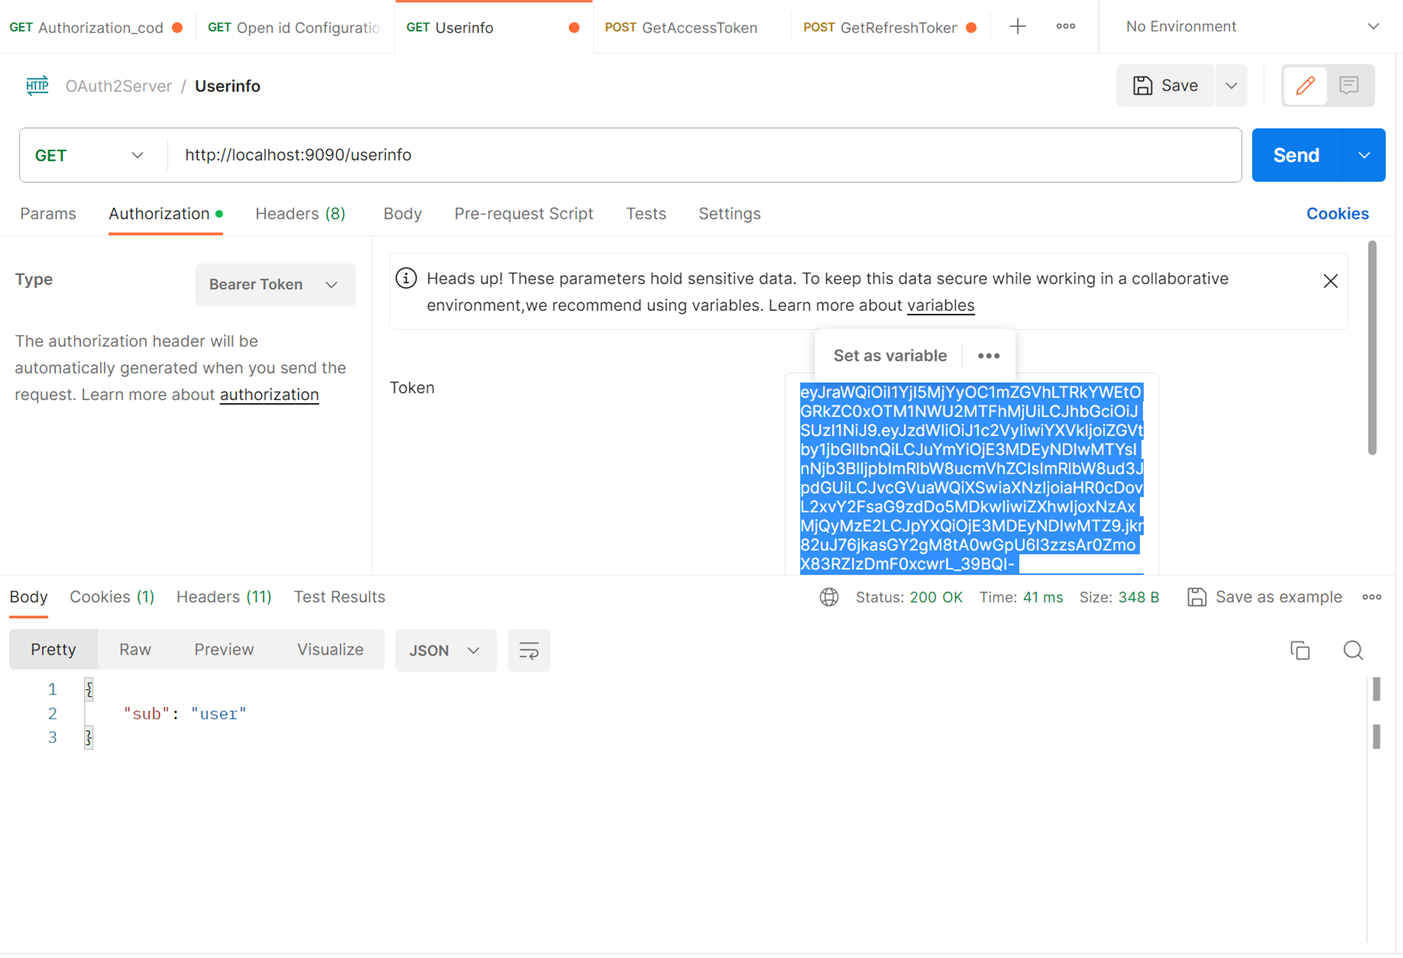 GET Authorization_cod
GET Open id Configuratio
GET Userinfo
POST GetAccessToken
POST GetRefreshToker
No Environment
HTTP
OAuth2Server / Userinfo
Save
GET
http://localhost:9090/userinfo
Send
Params
Authorization
Headers (8)
Body
Pre-request Script
Tests
Settings
Cookies
Type
Bearer Token
The authorization header will be
automatically generated when you send the
request. Learn more about authorization
Heads up! These parameters hold sensitive data. To keep this data secure while working in a collaborative
environment,we recommend using variables. Learn more about variables
Set as variable
Token
eyJraWQiOiI1YjI5MjYyOC1mZGVhLTRkYWEtO
GRkZC0xOTM1NWU2MTFhMjUiLCJhbGciOiJ
SUzI1NiJ9.eyJzdWIiOiJ1c2VyIiwiYXVkIjoiZGVt
by1jbGllbnQiLCJuYmYiOjE3MDEyNDIwMTYsI
nNjb3BlIjpbImRlbW8ucmVhZCIsImRlbW8ud3J
pdGUiLCJvcGVuaWQiXSwiaXNzIjoiaHR0cDov
L2xvY2FsaG9zdDo5MDkwIiwiZXhwIjoxNzAx
MjQyMzE2LCJpYXQiOjE3MDEyNDIwMTZ9.jkr
Body
Cookies (1)
Headers (11)
Test Results
Status: 200 OK
Time: 41 ms
Size: 348 B
Save as example
Pretty
Raw
Preview
Visualize
JSON
1 {
2 "sub": "user"
3 }